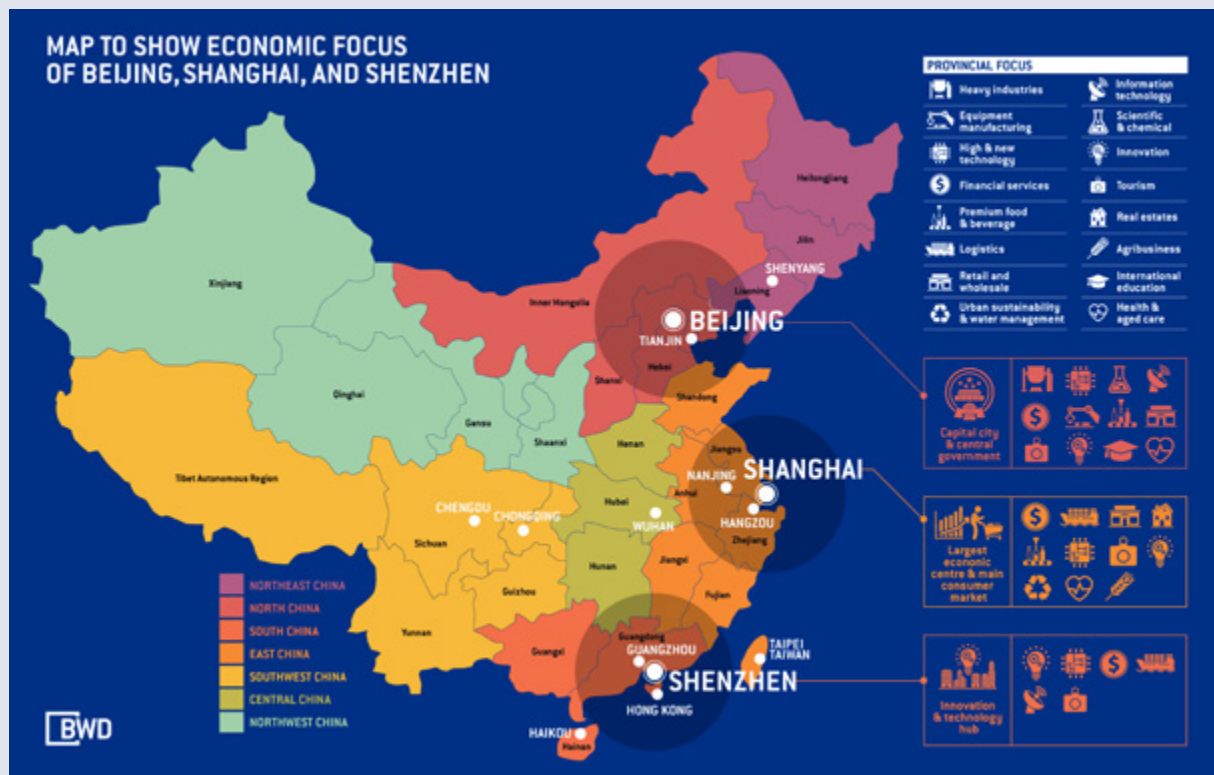 MAP TO SHOW ECONOMIC FOCUS
OF BEIJING, SHANGHAI, AND SHENZHEN
PROVINCIAL FOCUS
Heavy industries
Information
technology
Equipment
manufacturing
Scientific
& chemical
High & new
technology
Innovation
Financial services
Tourism
Premium food
& beverage
Real estates
Logistics
Agribusiness
Retail and
wholesale
International
education
Urban sustainability
& water management
Health &
aged care
Heilongjiang
Jilin
SHENYANG
Liaoning
Xinjiang
Inner Mongolia
BEIJING
TIANJIN
Hebei
Shanxi
Shandong
Qinghai
Gansu
Shaanxi
Henan
Jiangsu
SHANGHAI
NANJING
Anhui
HANGZOU
Zhejiang
Tibet Autonomous Region
CHENGDU
CHONGQING
Sichuan
Hubei
WUHAN
Hunan
Jiangxi
Guizhou
Fujian
Yunnan
Guangxi
Guangdong
GUANGZHOU
SHENZHEN
HONG KONG
TAIPEI
TAIWAN
HAIKOU
Hainan
Capital city
& central
government
Largest
economic
centre & main
consumer
market
Innovation
& technology
hub
NORTHEAST CHINA
NORTH CHINA
SOUTH CHINA
EAST CHINA
SOUTHWEST CHINA
CENTRAL CHINA
NORTHWEST CHINA
BWD